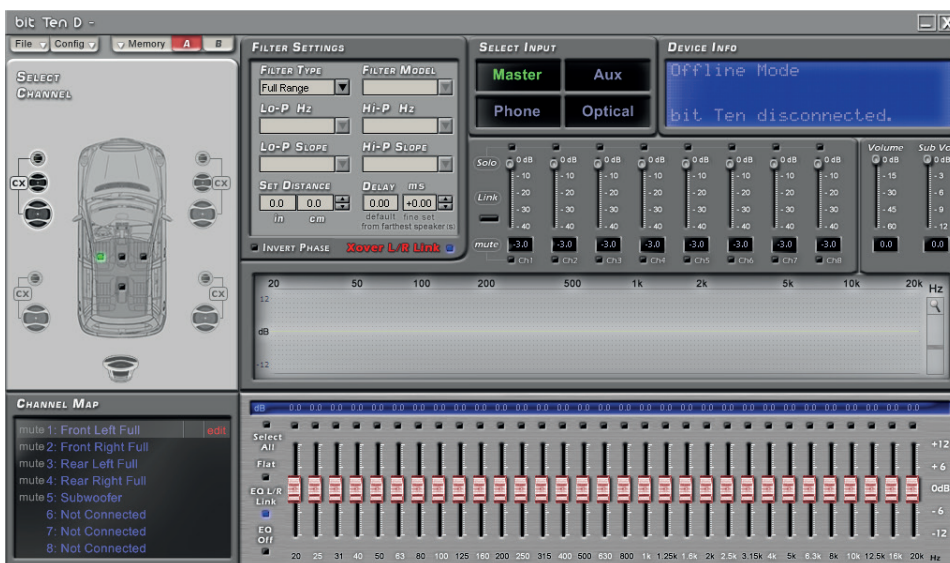 bit Ten D -
File Config Memory A B
SELECT
CHANNEL
CX
CX
CX
CX
FILTER SETTINGS
FILTER TYPE FILTER MODEL
Full Range
LO-P HZ HI-P HZ
LO-P SLOPE HI-P SLOPE
SET DISTANCE DELAY ms
0.0 0.0 0.00 +0.00
in cm default fine set
from farthest speaker(s)
INVERT PHASE Xover L/R Link
SELECT INPUT
Master Aux
Phone Optical
DEVICE INFO
Offline Mode
bit Ten disconnected.
Solo 0 dB 0 dB 0 dB 0 dB 0 dB 0 dB 0 dB 0 dB
- 10 - 10 - 10 - 10 - 10 - 10 - 10 - 10
Link - 20 - 20 - 20 - 20 - 20 - 20 - 20 - 20
- 30 - 30 - 30 - 30 - 30 - 30 - 30 - 30
- 40 - 40 - 40 - 40 - 40 - 40 - 40 - 40
mute -3.0 -3.0 -3.0 -3.0 -3.0 -3.0 -3.0 -3.0
Ch1 Ch2 Ch3 Ch4 Ch5 Ch6 Ch7 Ch8
Volume Sub Vo
0 dB 0 dB
- 15 - 3
- 30 - 6
- 45 - 9
- 60 - 12
0.0 0.0
20 50 100 200 500 1k 2k 5k 10k 20k Hz
12
dB
-12
CHANNEL MAP
mute 1: Front Left Full edit
mute 2: Front Right Full
mute 3: Rear Left Full
mute 4: Rear Right Full
mute 5: Subwoofer
6: Not Connected
7: Not Connected
8: Not Connected
dB 0.0 0.0 0.0 0.0 0.0 0.0 0.0 0.0 0.0 0.0 0.0 0.0 0.0 0.0 0.0 0.0 0.0 0.0 0.0 0.0 0.0 0.0 0.0 0.0 0.0 0.0 0.0 0.0 0.0 0.0 0.0
Select
All
Flat
EQ L/R
Link
EQ
Off
+12
+ 6
0dB
- 6
-12
20 25 31 40 50 63 80 100 125 160 200 250 315 400 500 630 800 1k 1.25k 1.6k 2k 2.5k 3.15k 4k 5k 6.3k 8k 10k 12.5k 16k 20k Hz